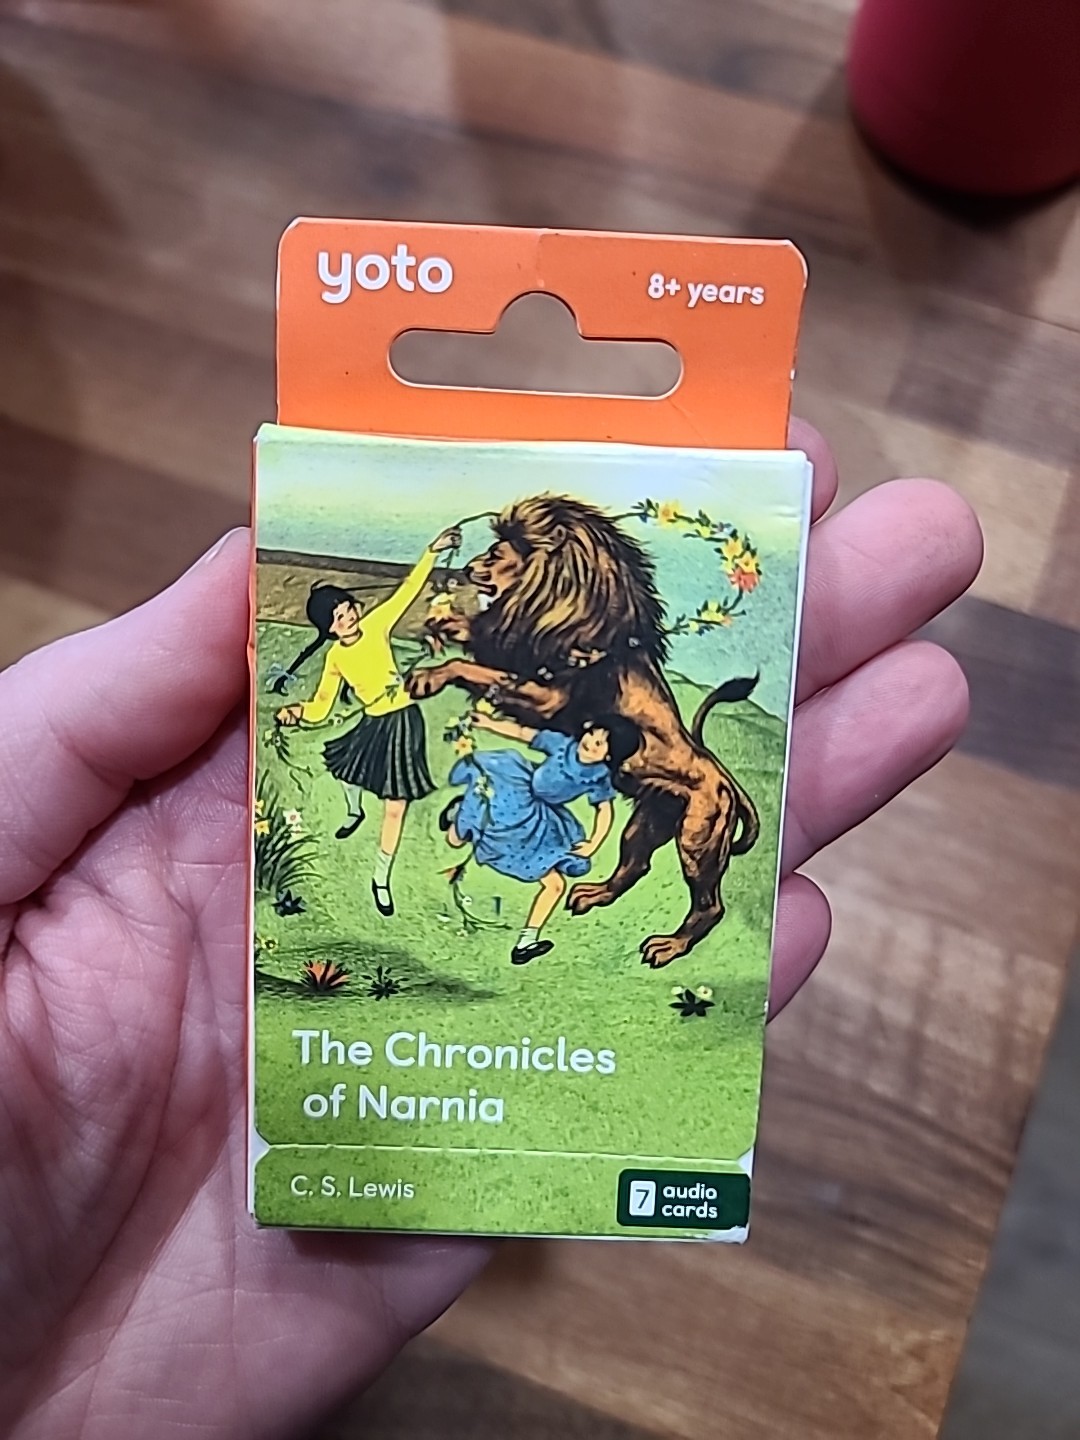 yoto
8+ years
The Chronicles
of Narnia
C. S. Lewis
7
audio
cards